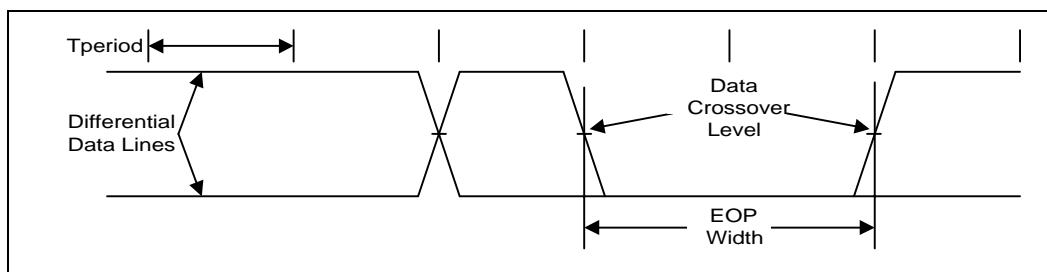 Tperiod
Differential
Data Lines
Data
Crossover
Level
EOP
Width